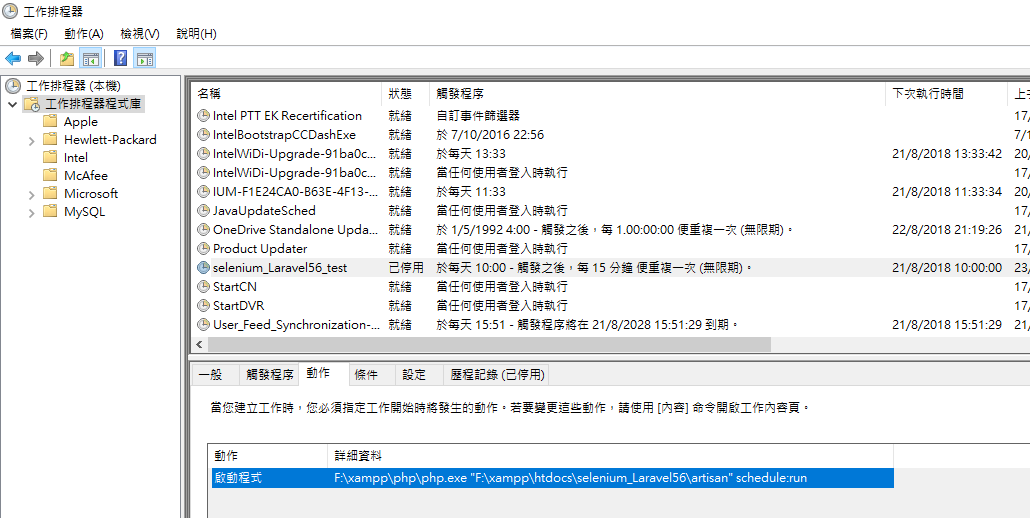 工作排程器
檔案(F) 動作(A) 檢視(V) 說明(H)
工作排程器 (本機)
工作排程器程式庫
Apple
Hewlett-Packard
Intel
McAfee
Microsoft
MySQL
名稱 狀態 觸發程序 下次執行時間 上次
Intel PTT EK Recertification 就緒 自訂事件篩選器 17/
IntelBootstrapCCDashExe 就緒 於 7/10/2016 22:56 7/1
IntelWiDi-Upgrade-91ba0c... 就緒 於每天 13:33 21/8/2018 13:33:42 20/
IntelWiDi-Upgrade-91ba0c... 就緒 當任何使用者登入時執行 17/
IUM-F1E24CA0-B63E-4F13-... 就緒 於每天 11:33 21/8/2018 11:33:34 20/
JavaUpdateSched 就緒 當任何使用者登入時執行 17/
OneDrive Standalone Upda... 就緒 於 1/5/1992 4:00 - 觸發之後，每 1.00:00:00 便重複一次 (無限期)。 22/8/2018 21:19:26 21/
Product Updater 就緒 當任何使用者登入時執行 17/
selenium_Laravel56_test 已停用 於每天 10:00 - 觸發之後，每 15 分鐘 便重複一次 (無限期)。 21/8/2018 10:00:00 23/
StartCN 就緒 當任何使用者登入時執行 17/
StartDVR 就緒 當任何使用者登入時執行 17/
User_Feed_Synchronization-... 就緒 於每天 15:51 - 觸發程序將在 21/8/2028 15:51:29 到期。 21/8/2018 15:51:29 21/
一般 觸發程序 動作 條件 設定 歷程記錄 (已停用)
當您建立工作時，您必須指定工作開始時將發生的動作。若要變更這些動作，請使用 [內容] 命令開啟工作內容頁。
動作 詳細資料
啟動程式 F:\xampp\php\php.exe "F:\xampp\htdocs\selenium_Laravel56\artisan" schedule:run